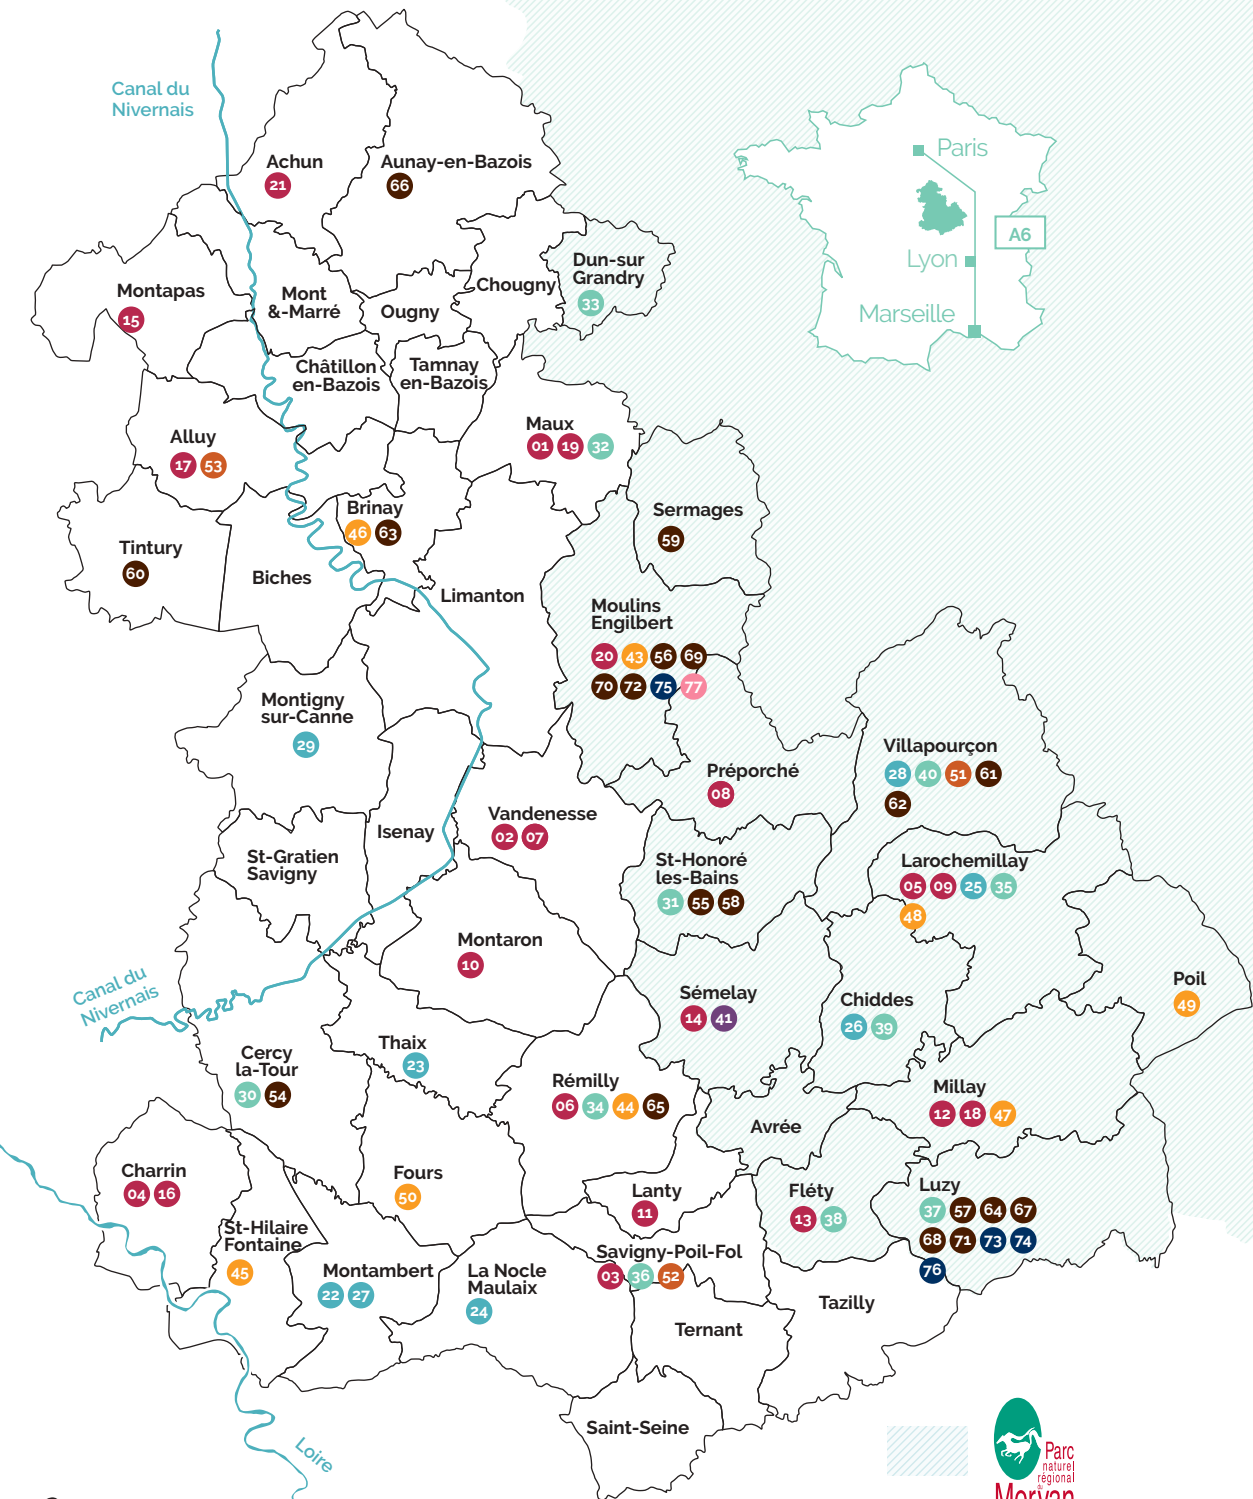 Canal du
Nivernais
Achun
21
Aunay-en-Bazois
66
Paris
A6
Lyon
Marseille
Dun-sur
Grandry
33
Chougny
Montapas
15
Mont
&-Marré
Ougny
Châtillon
en-Bazois
Tamnay
en-Bazois
Maux
01 19 32
Alluy
17 53
Sermages
59
Brinay
46 63
Tintury
60
Biches
Limanton
Moulins
Engilbert
20 43 56 69
70 72 75 77
Montigny
sur-Canne
29
Villapourçon
28 40 51 61
62
Préporché
08
Vandenesse
02 07
Isenay
St-Gratien
Savigny
St-Honoré
les-Bains
31 55 58
Larochemillay
05 09 25 35
48
Montaron
10
Canal du
Nivernais
Sémelay
14 41
Chiddes
26 39
Poil
49
Thaix
23
Cercy
la-Tour
30 54
Rémilly
06 34 44 65
Millay
12 18 47
Avrée
Charrin
04 16
Fours
50
Lanty
11
Fléty
13 38
Luzy
37 57 64 67
68 71 73 74
76
St-Hilaire
Fontaine
45
Montambert
22 27
La Nocle
Maulaix
24
Savigny-Poil-Fol
03 36 52
Ternant
Tazilly
Saint-Seine
Loire
Parc
naturel
régional
du
Morvan